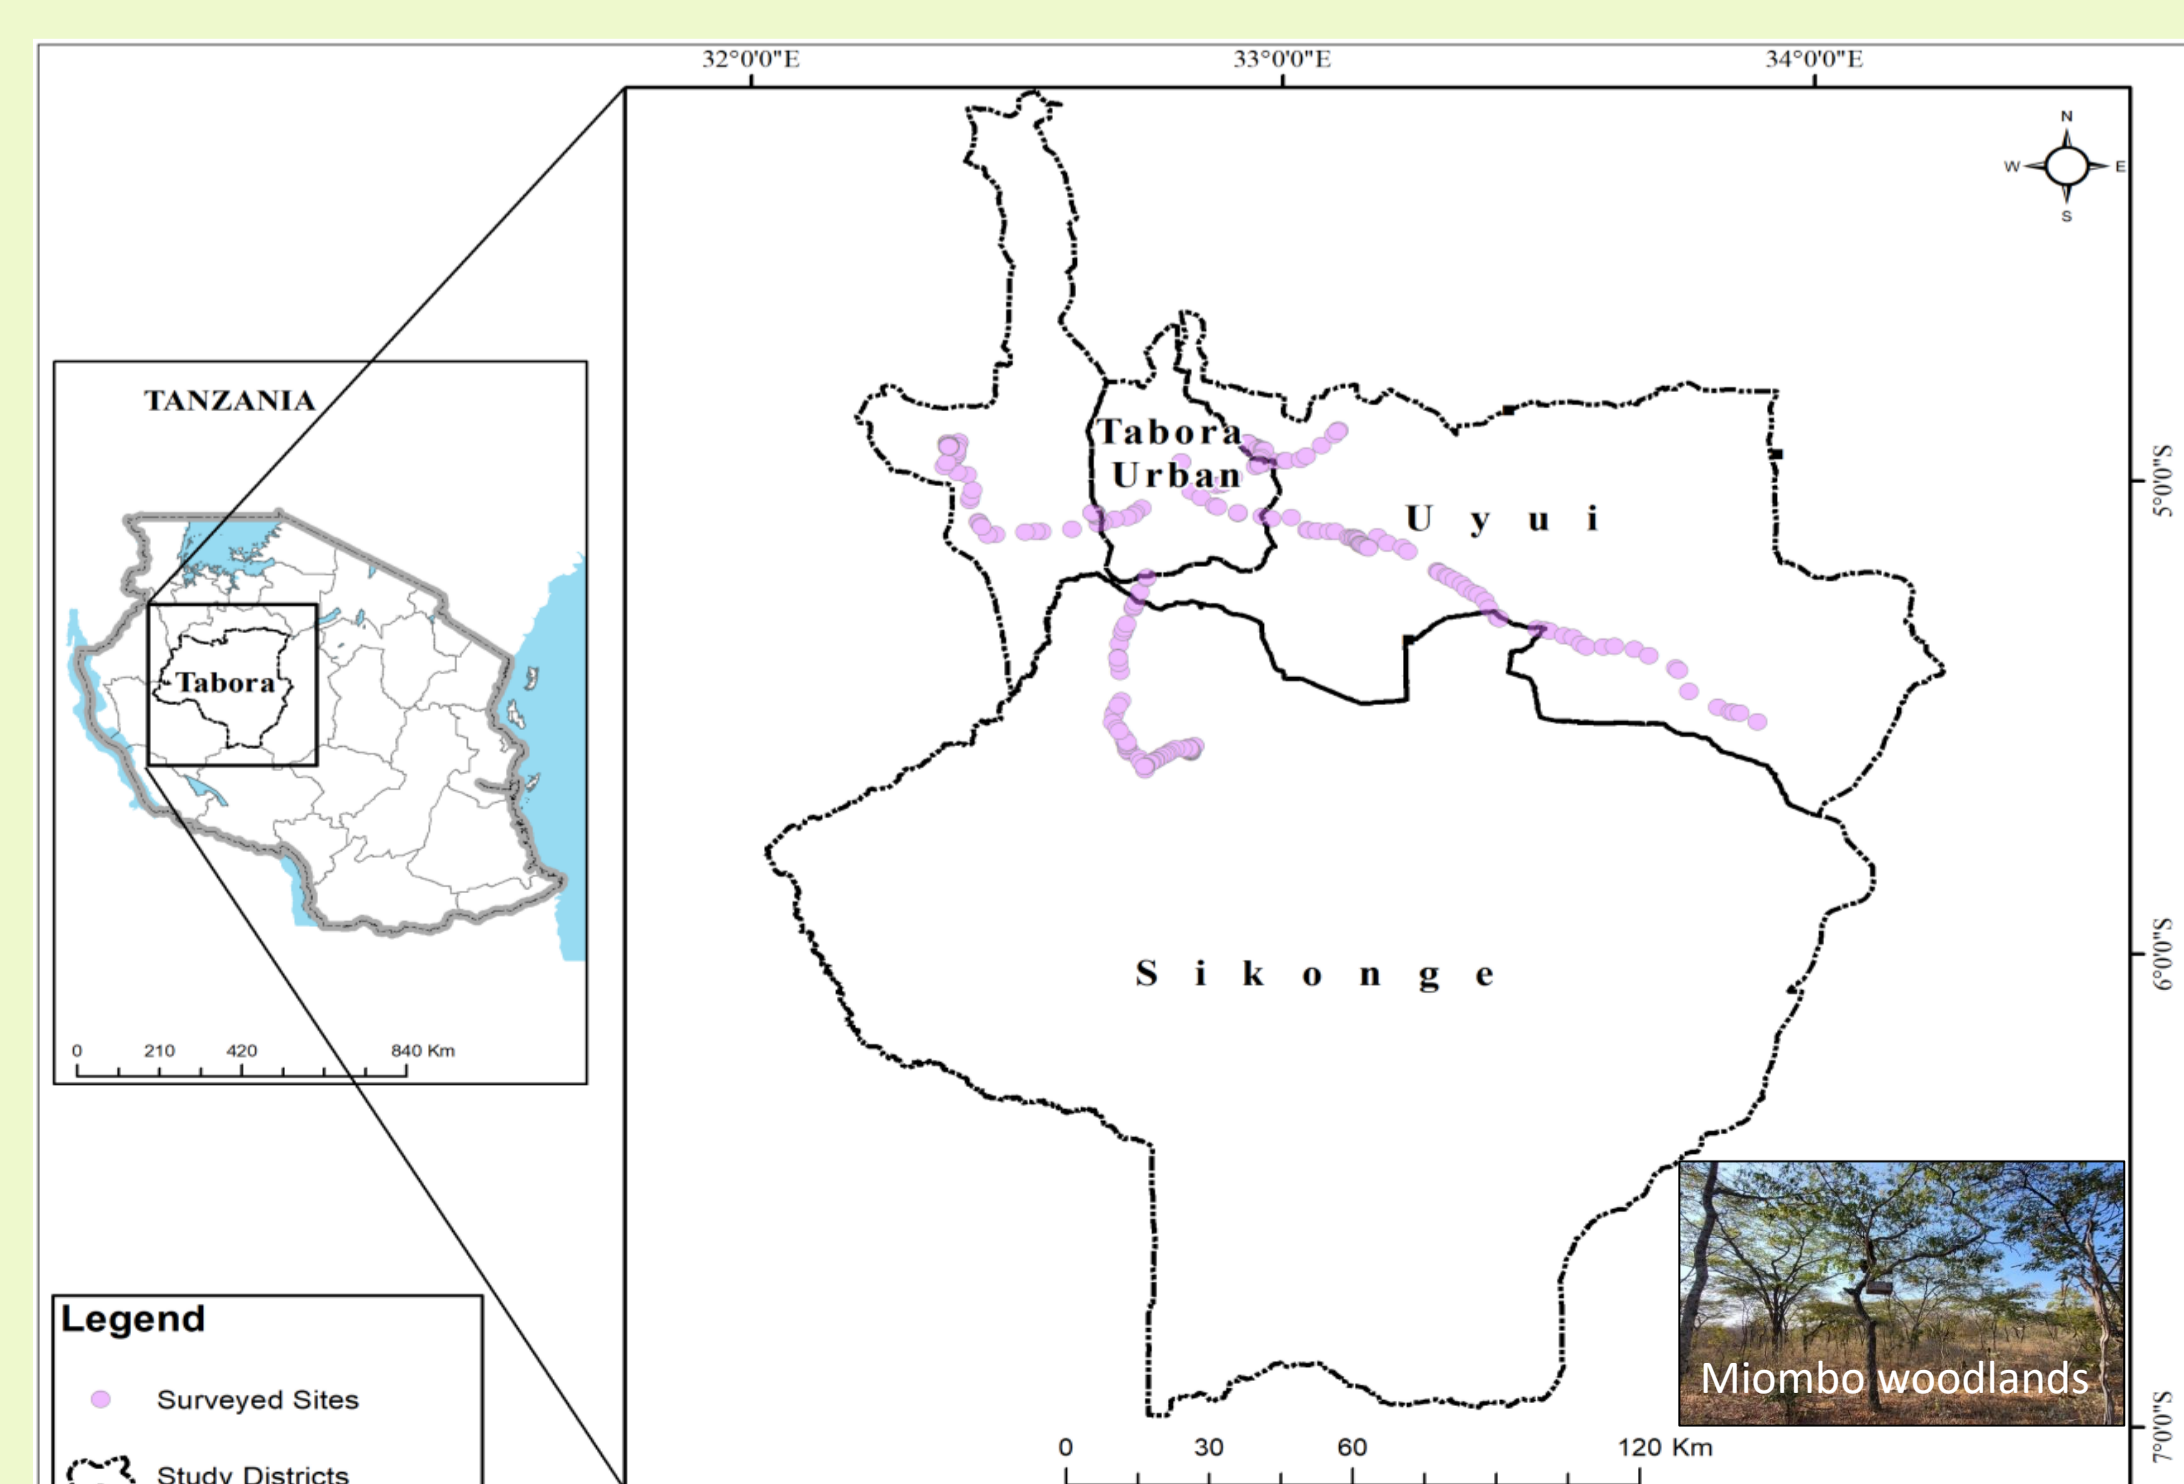 32°0'0"E 33°0'0"E 34°0'0"E
N
W E
S
TANZANIA
Tabora
Urban
5°0'0"S
U y u i
Tabora
6°0'0"S
S i k o n g e
0 210 420 840 Km
Legend
Surveyed Sites
Study Districts
Miombo woodlands
7°0'0"S
0 30 60 120 Km